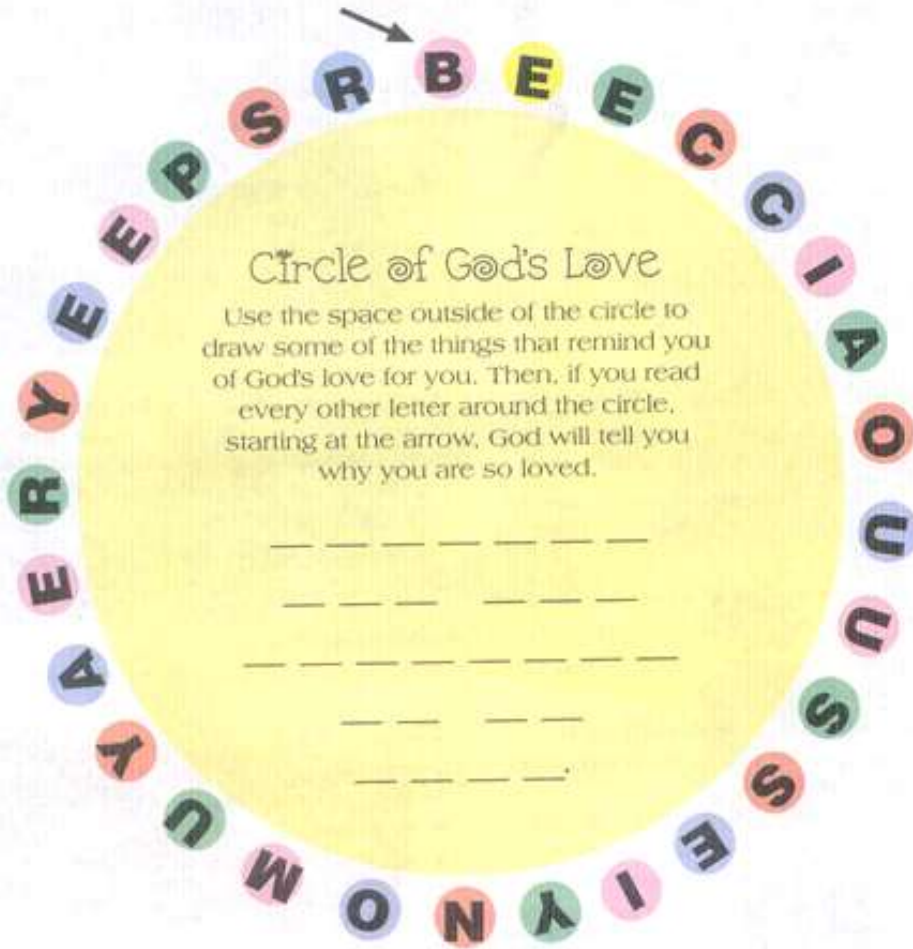 B E E C C I A O U U S S E I Y N O M U Y A E R Y E E P S R
Circle of God's Love
Use the space outside of the circle to
draw some of the things that remind you
of God's love for you. Then, if you read
every other letter around the circle,
starting at the arrow, God will tell you
why you are so loved.